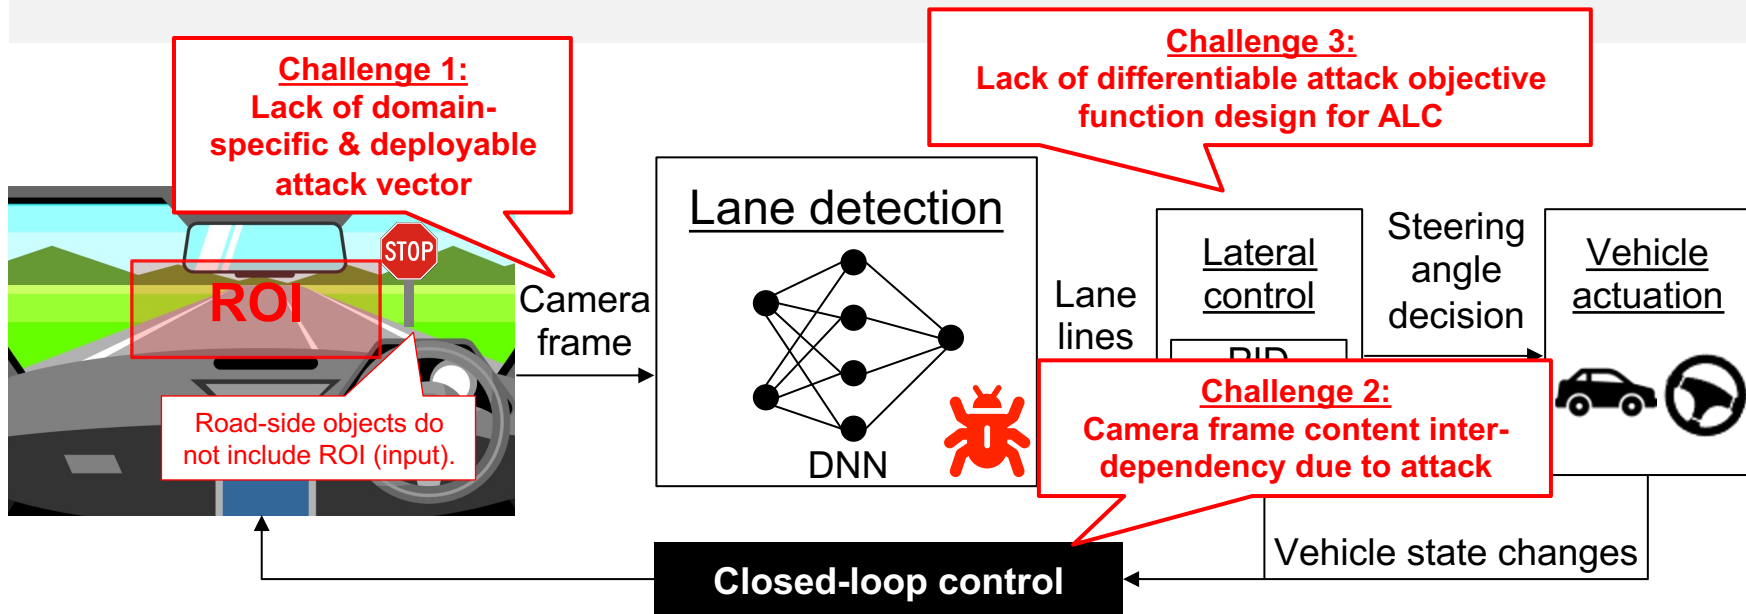 Challenge 1:
Lack of domain-
specific & deployable
attack vector
Challenge 3:
Lack of differentiable attack objective
function design for ALC
STOP
ROI
Road-side objects do
not include ROI (input).
Camera
frame
Lane detection
DNN
Lane
lines
Lateral
control
Steering
angle
decision
Vehicle
actuation
Challenge 2:
Camera frame content inter-
dependency due to attack
Vehicle state changes
Closed-loop control